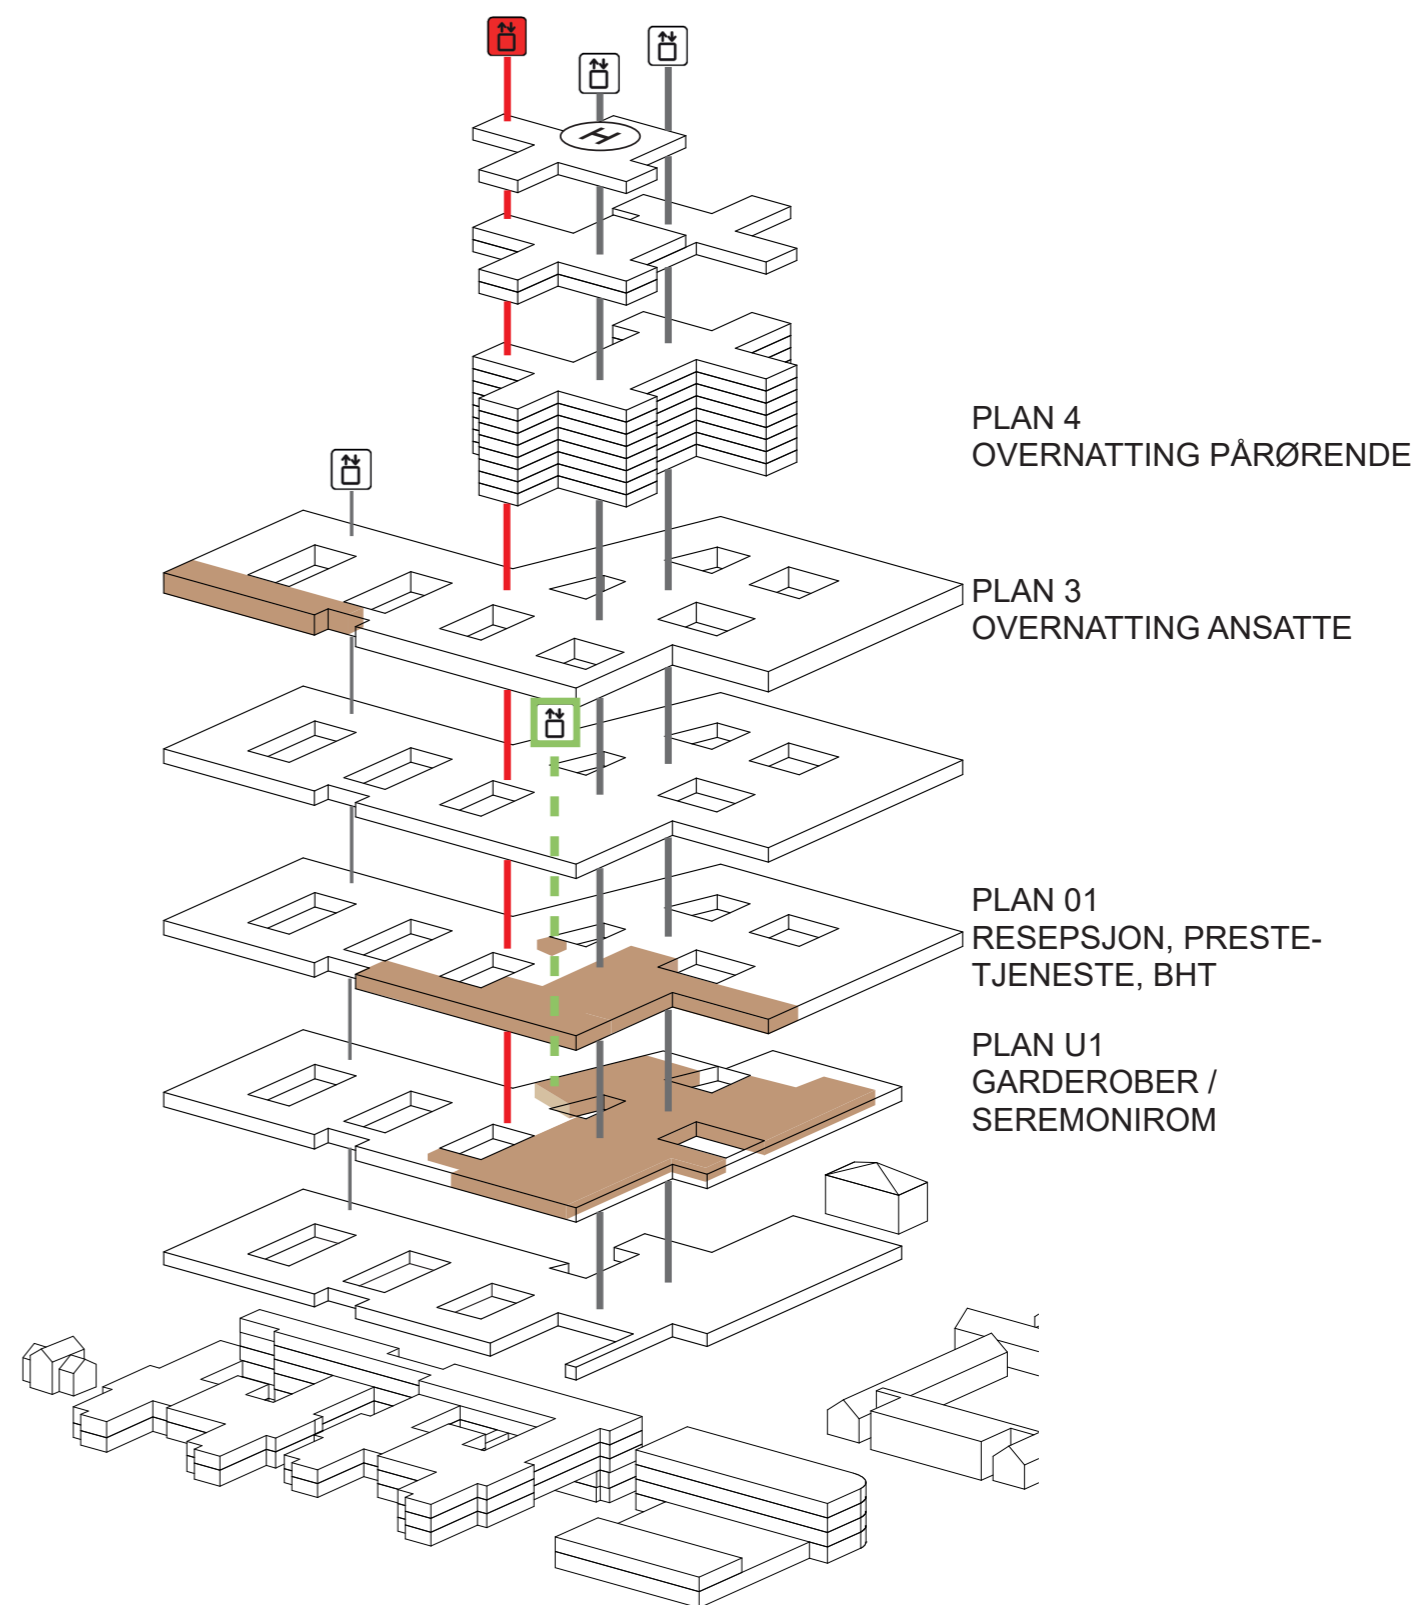 H
PLAN 4
OVERNATTING PÅRØRENDE
PLAN 3
OVERNATTING ANSATTE
PLAN 01
RESEPSJON, PRESTE-
TJENESTE, BHT
PLAN U1
GARDEROBER /
SEREMONIROM